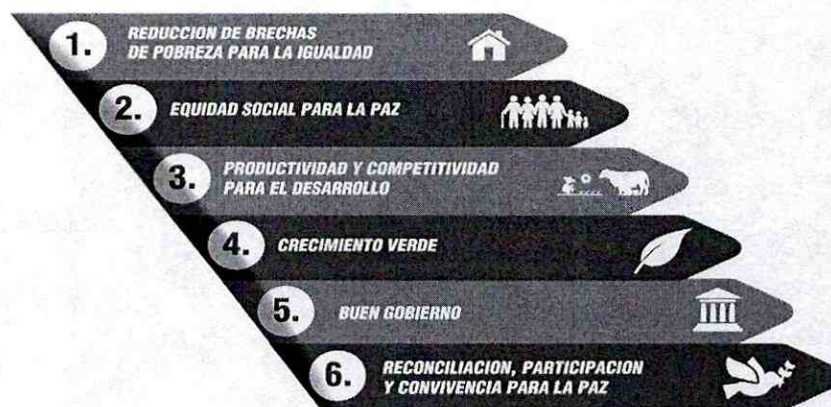 1.
REDUCCION DE BRECHAS
DE POBREZA PARA LA IGUALDAD
2.
EQUIDAD SOCIAL PARA LA PAZ
3.
PRODUCTIVIDAD Y COMPETITIVIDAD
PARA EL DESARROLLO
4.
CRECIMIENTO VERDE
5.
BUEN GOBIERNO
6.
RECONCILIACION, PARTICIPACION
Y CONVIVENCIA PARA LA PAZ